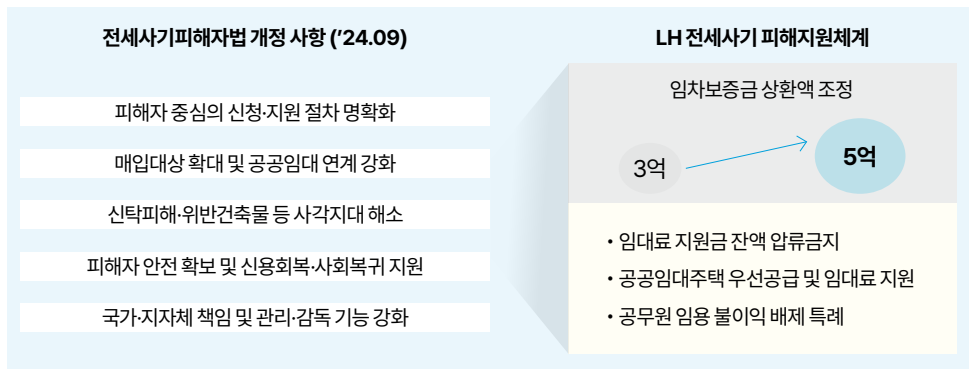 전세사기피해자법 개정 사항 (’24.09)
피해자 중심의 신청·지원 절차 명확화
매입대상 확대 및 공공임대 연계 강화
신탁피해·위반건축물 등 사각지대 해소
피해자 안전 확보 및 신용회복·사회복귀 지원
국가·지자체 책임 및 관리·감독 기능 강화
LH 전세사기 피해지원체계
임차보증금 상환액 조정
3억
5억
• 임대료 지원금 잔액 압류금지
• 공공임대주택 우선공급 및 임대료 지원
• 공무원 임용 불이익 배제 특례